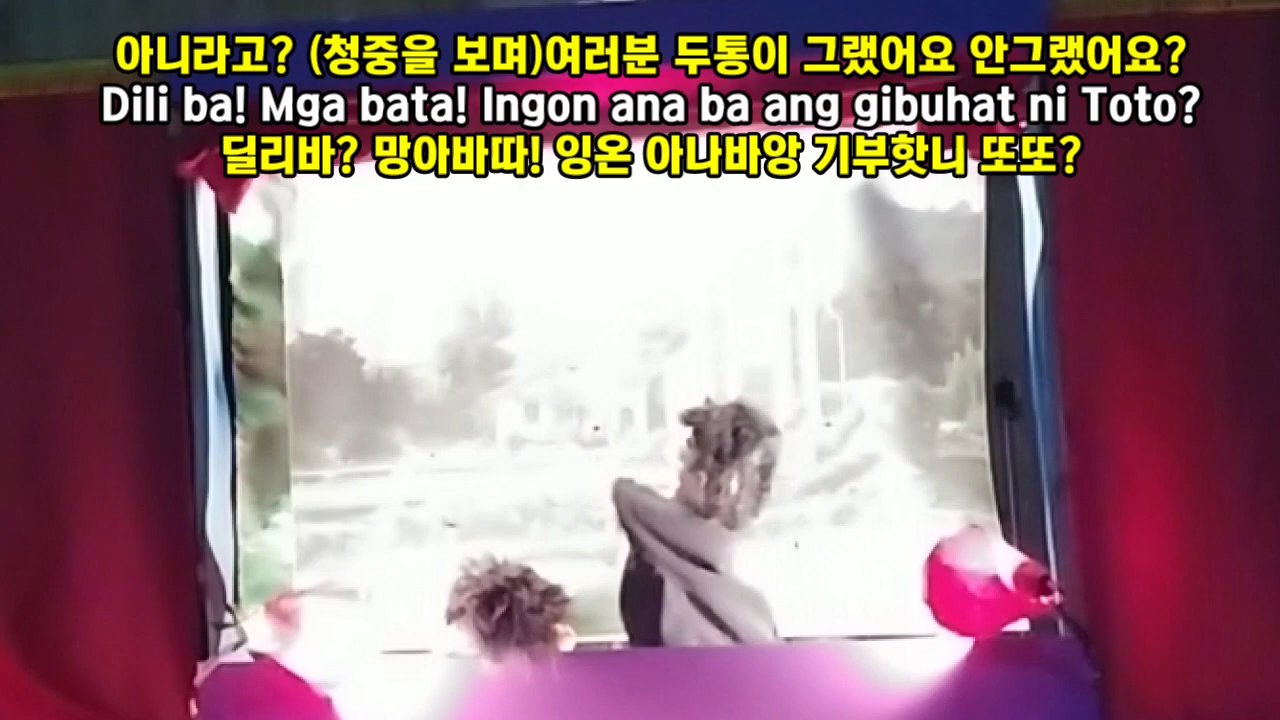 아니라고? (청중을 보며)여러분 두통이 그랬어요 안그랬어요?
Dili ba! Mga bata! Ingon ana ba ang gibuhat ni Toto?
딜리바? 망아바따! 잉온 아나바앙 기부핫니 또또?